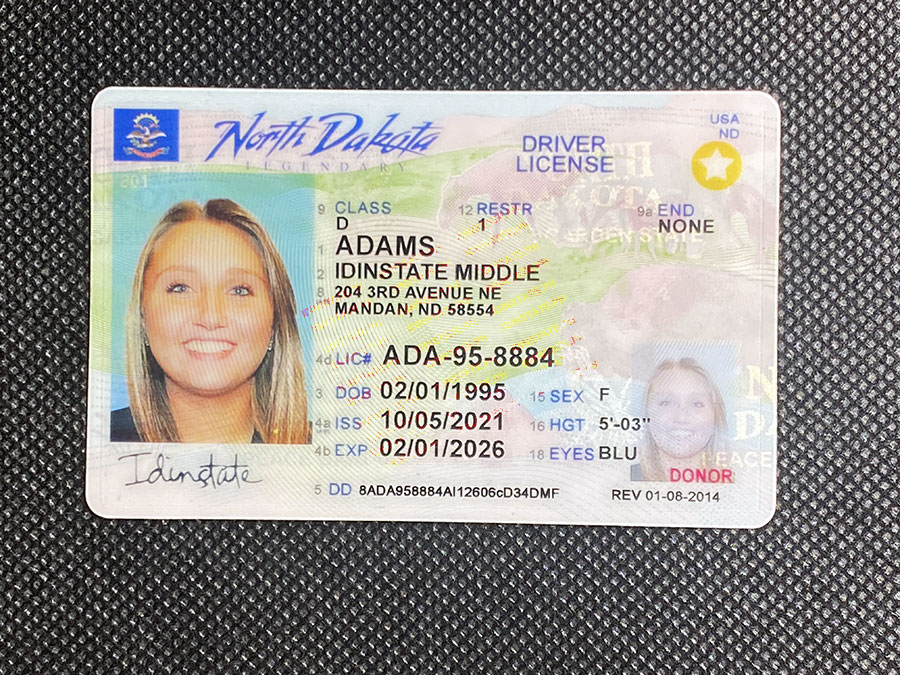 North Dakota
LEGENDARY
DRIVER
LICENSE
USA
ND
9 CLASS
D
12 RESTR
1
9a END
NONE
1 ADAMS
2 IDINSTATE MIDDLE
8 204 3RD AVENUE NE
MANDAN, ND 58554
4d LIC# ADA-95-8884
3 DOB 02/01/1995
15 SEX F
4a ISS 10/05/2021
16 HGT 5'-03"
4b EXP 02/01/2026
18 EYES BLU
Idinstate
DONOR
5 DD 8ADA958884AI12606cD34DMF
REV 01-08-2014